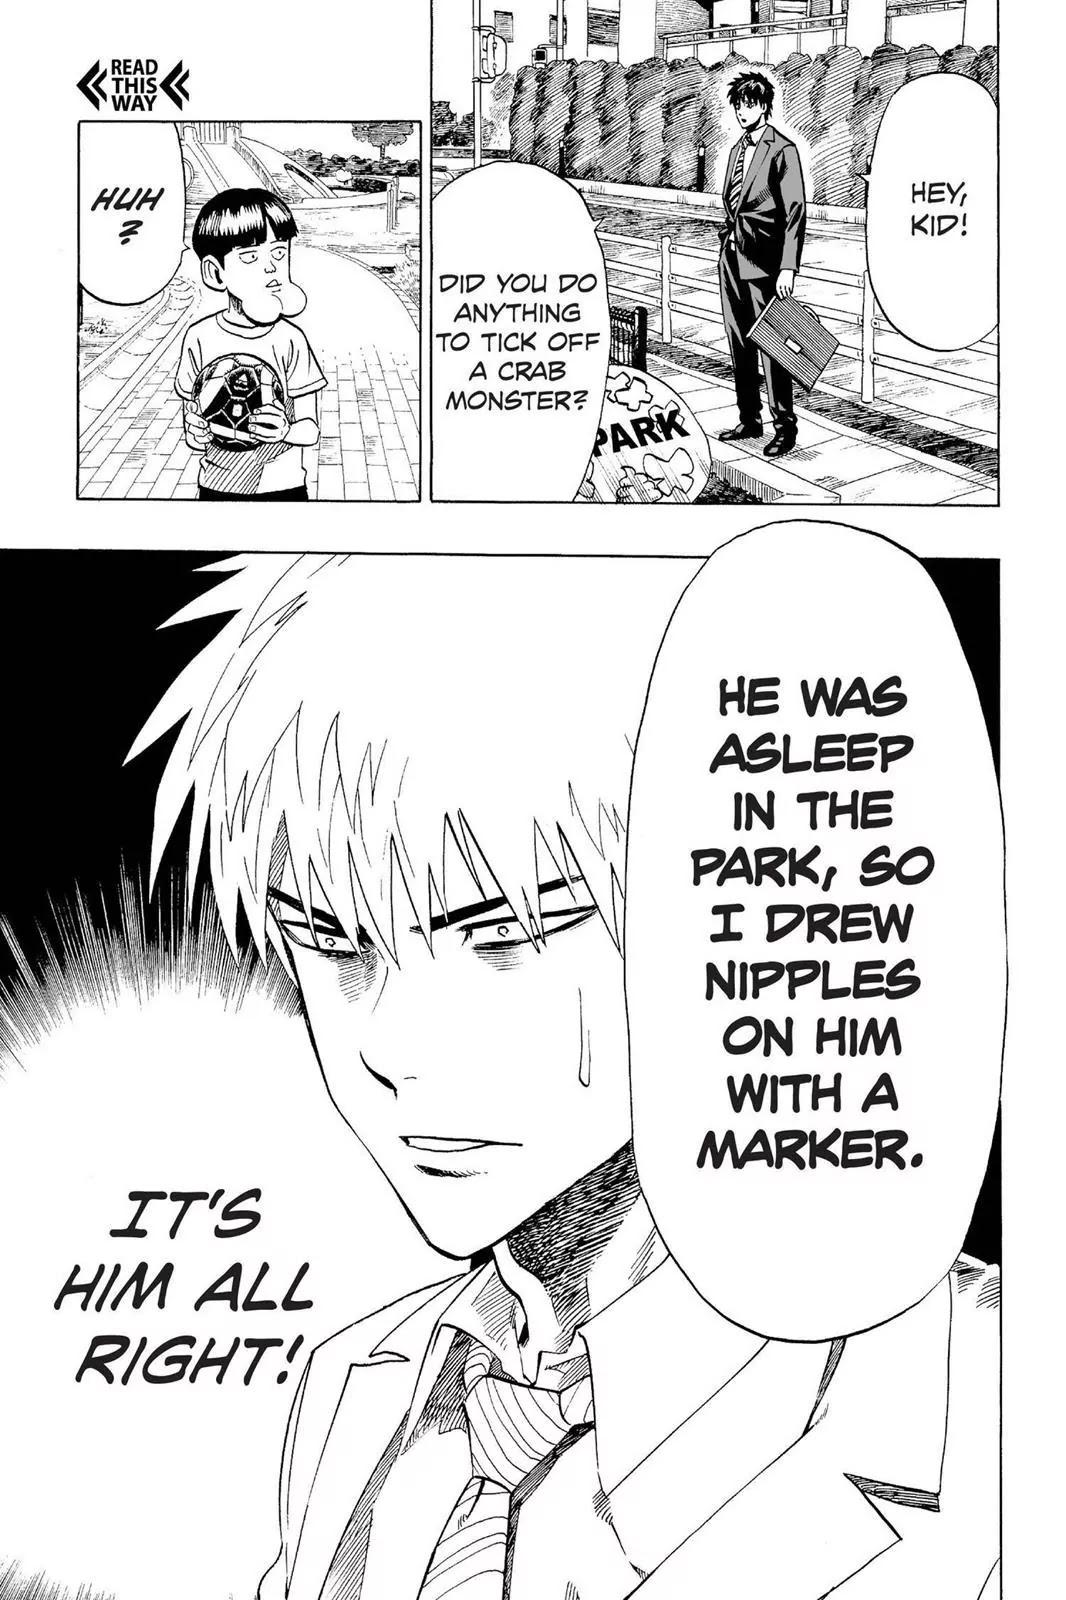 READ
THIS
WAY
HEY,
KID!
DID YOU DO
ANYTHING
TO TICK OFF
A CRAB
MONSTER?
PARK
HUH
?
HE WAS
ASLEEP
IN THE
PARK, SO
I DREW
NIPPLES
ON HIM
WITH A
MARKER.
IT'S
HIM ALL
RIGHT!